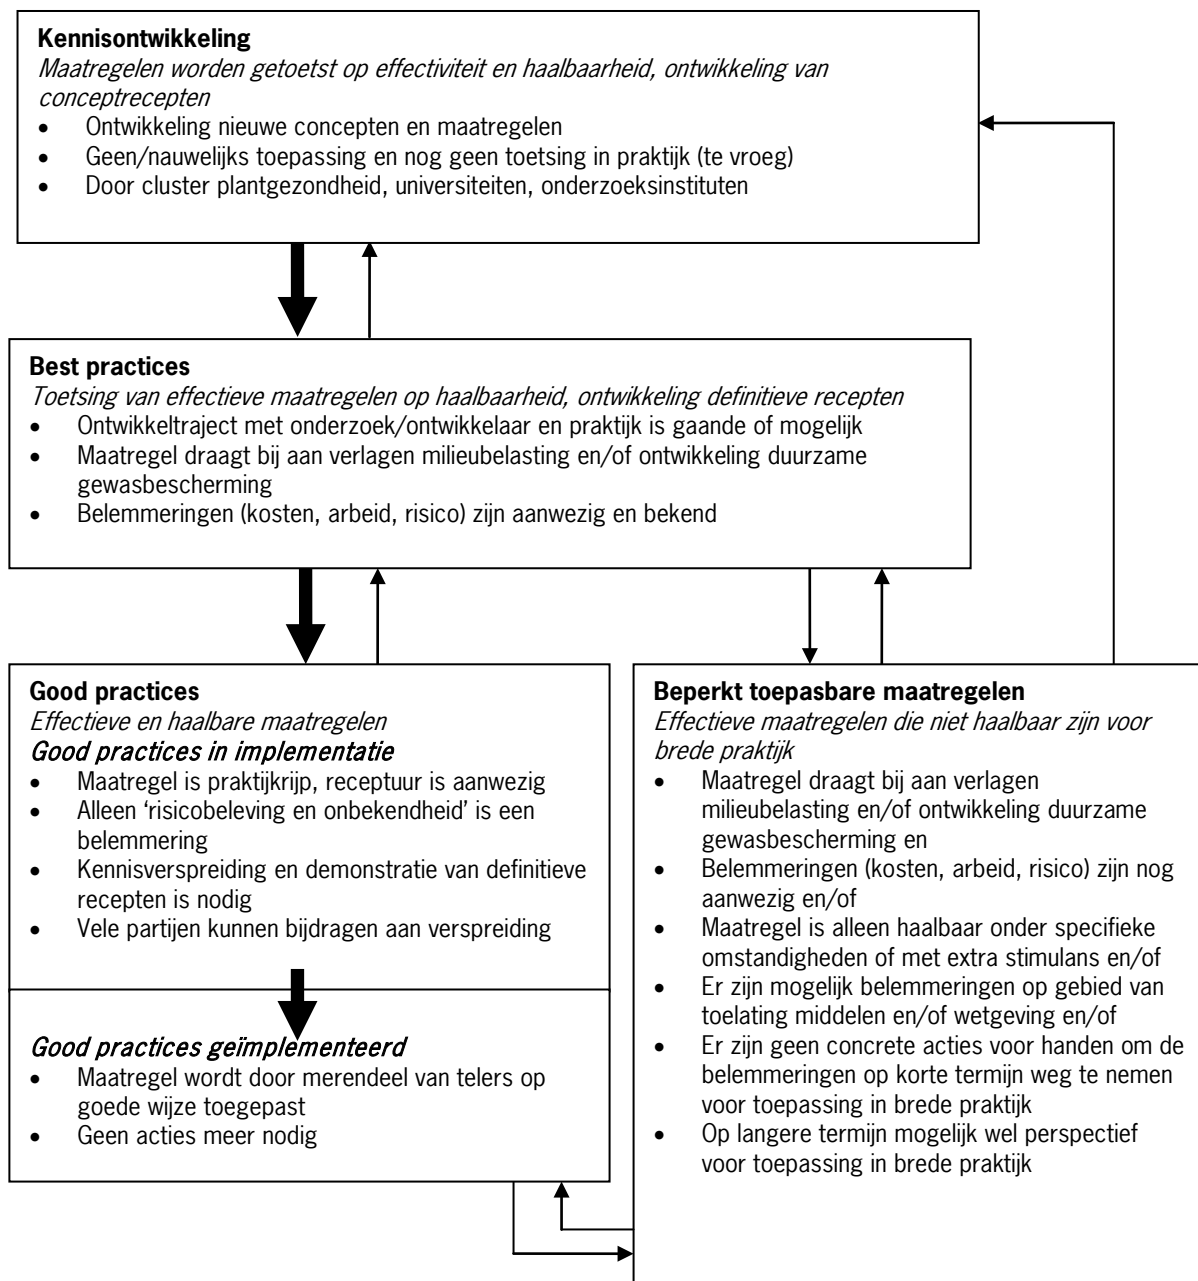 Kennisontwikkeling
Maatregelen worden getoetst op effectiviteit en haalbaarheid, ontwikkeling van
conceptrecepten
• Ontwikkeling nieuwe concepten en maatregelen
• Geen/nauwelijks toepassing en nog geen toetsing in praktijk (te vroeg)
• Door cluster plantgezondheid, universiteiten, onderzoeksinstituten
Best practices
Toetsing van effectieve maatregelen op haalbaarheid, ontwikkeling definitieve recepten
• Ontwikkeltraject met onderzoek/ontwikkelaar en praktijk is gaande of mogelijk
• Maatregel draagt bij aan verlagen milieubelasting en/of ontwikkeling duurzame
gewasbescherming
• Belemmeringen (kosten, arbeid, risico) zijn aanwezig en bekend
Good practices
Effectieve en haalbare maatregelen
Good practices in implementatie
• Maatregel is praktijkrijp, receptuur is aanwezig
• Alleen ‘risicobeleving en onbekendheid’ is een
belemmering
• Kennisverspreiding en demonstratie van definitieve
recepten is nodig
• Vele partijen kunnen bijdragen aan verspreiding
Good practices geïmplementeerd
• Maatregel wordt door merendeel van telers op
goede wijze toegepast
• Geen acties meer nodig
Beperkt toepasbare maatregelen
Effectieve maatregelen die niet haalbaar zijn voor
brede praktijk
• Maatregel draagt bij aan verlagen
milieubelasting en/of ontwikkeling duurzame
gewasbescherming en
• Belemmeringen (kosten, arbeid, risico) zijn nog
aanwezig en/of
• Maatregel is alleen haalbaar onder specifieke
omstandigheden of met extra stimulans en/of
• Er zijn mogelijk belemmeringen op gebied van
toelating middelen en/of wetgeving en/of
• Er zijn geen concrete acties voor handen om de
belemmeringen op korte termijn weg te nemen
voor toepassing in brede praktijk
• Op langere termijn mogelijk wel perspectief
voor toepassing in brede praktijk